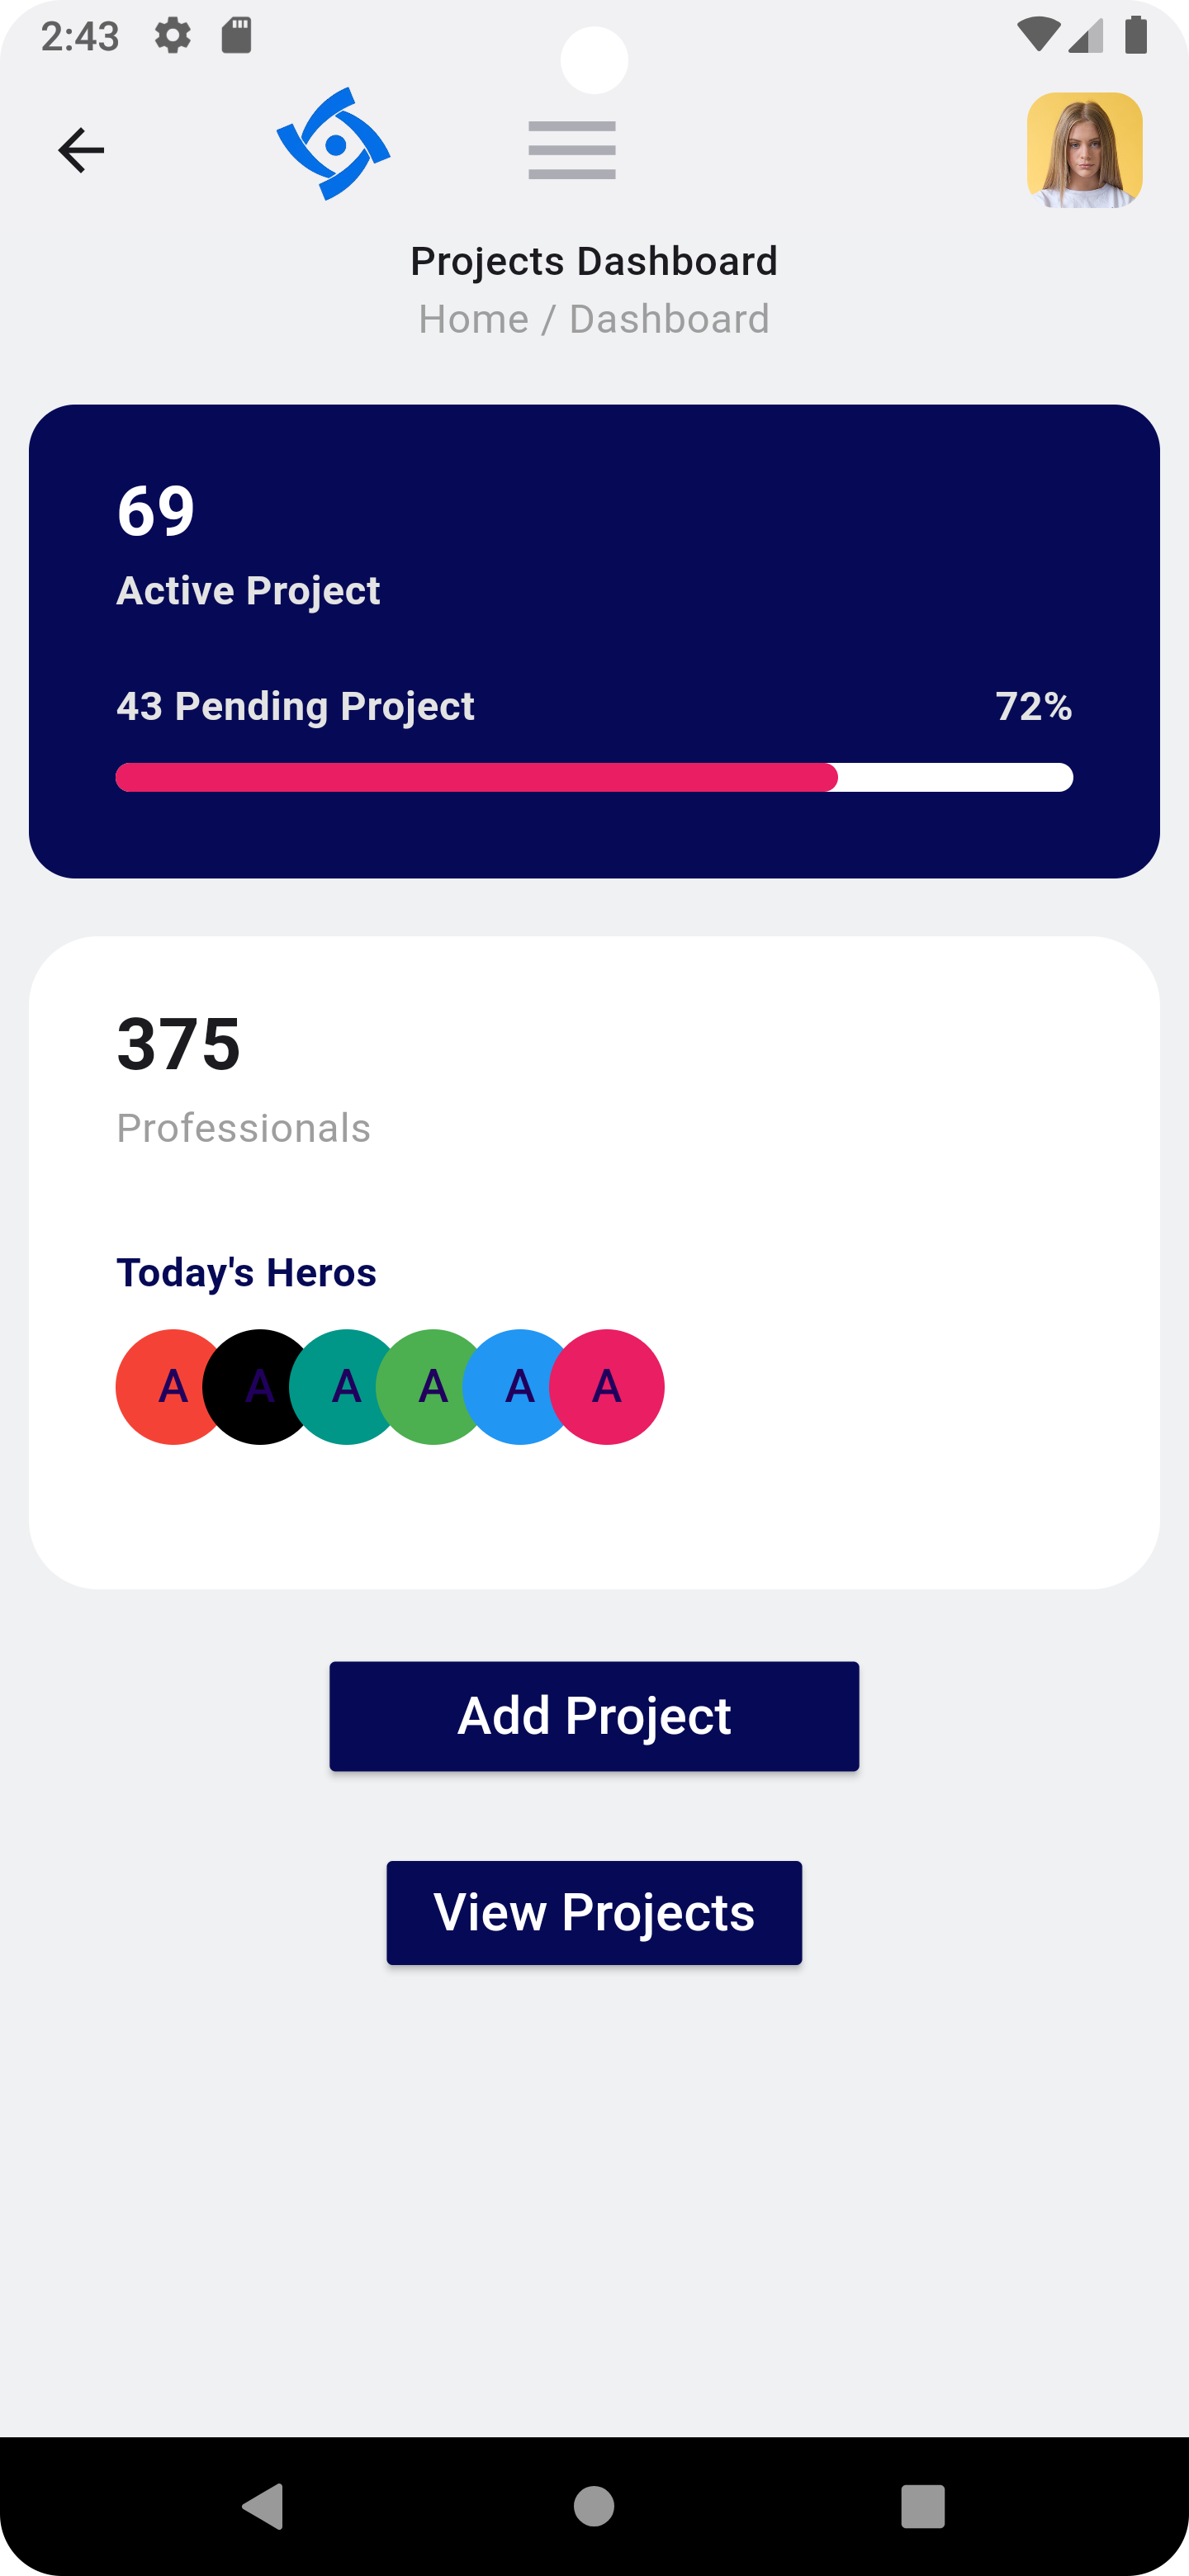 2:43
Projects Dashboard
Home / Dashboard
69
Active Project
43 Pending Project 72%
375
Professionals
Today's Heros
A A A A A A
Add Project
View Projects